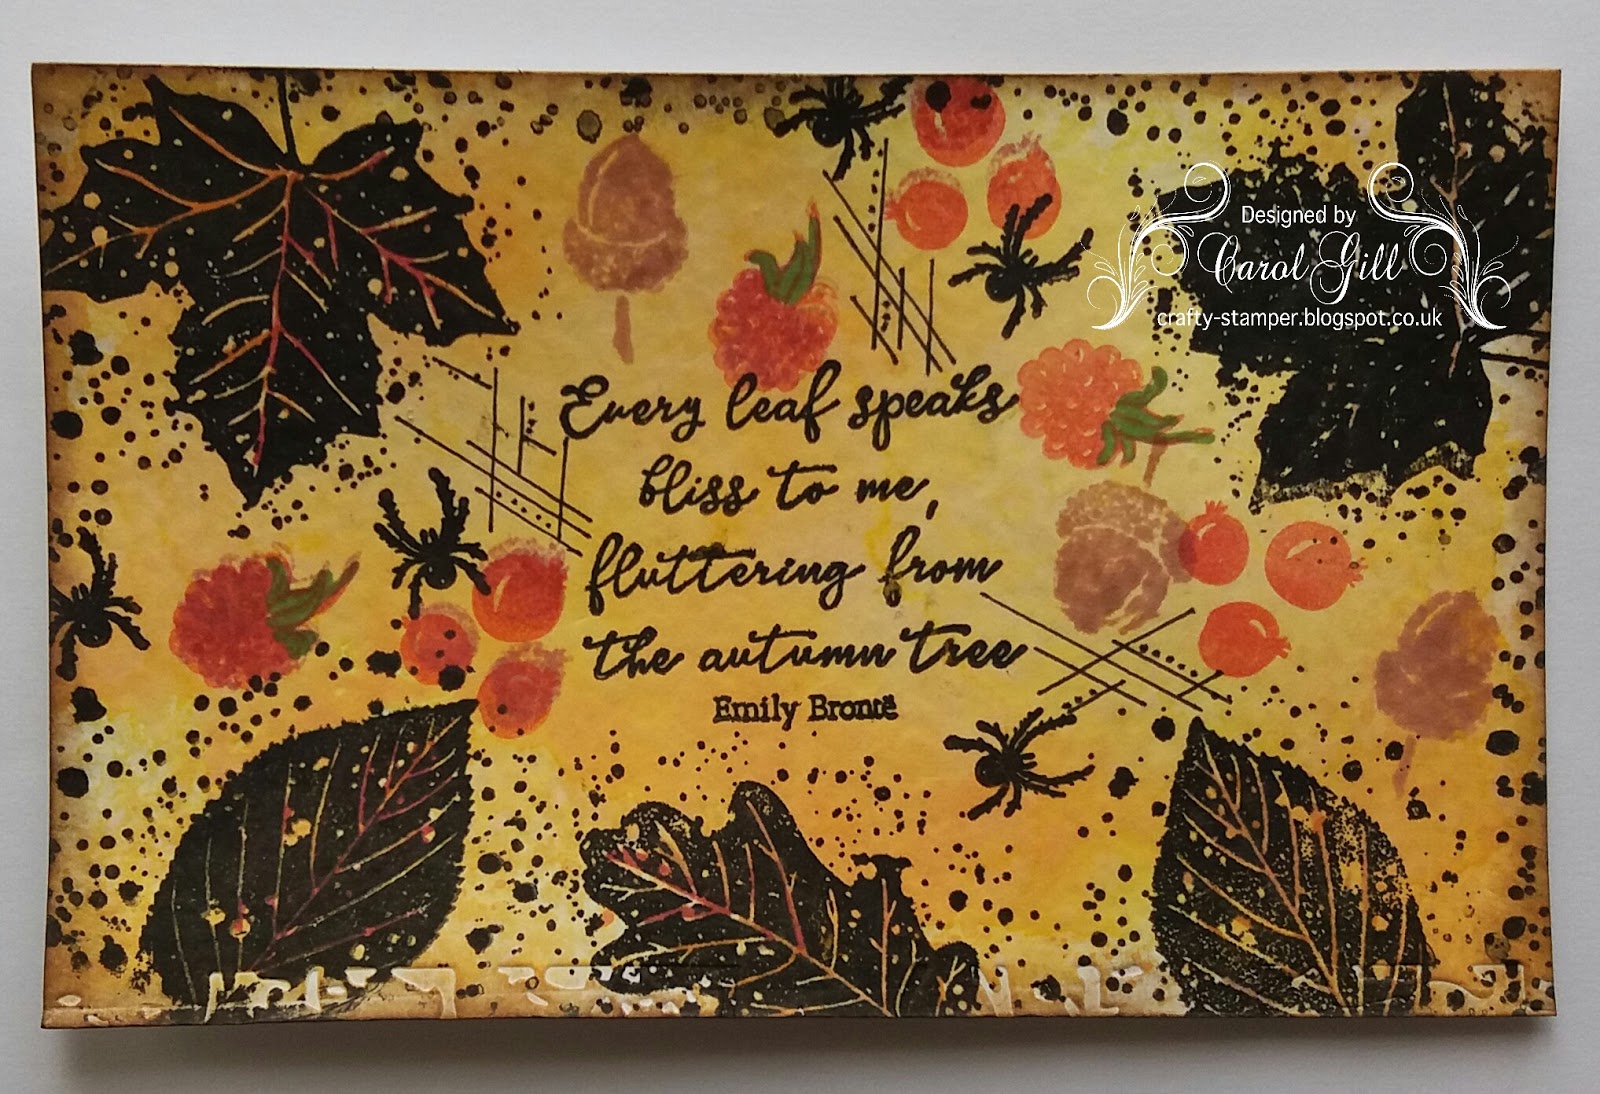 Designed by
Carol Gill
crafty-stamper.blogspot.co.uk
Every leaf speaks
bliss to me,
fluttering from
the autumn tree
Emily Brontë